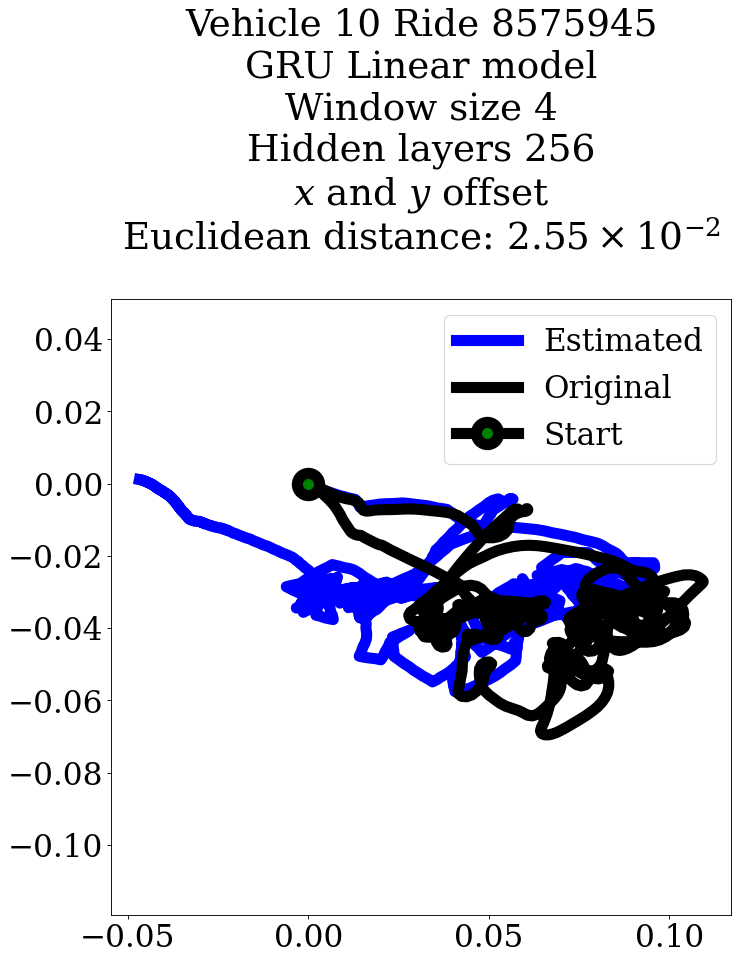 Vehicle 10 Ride 8575945
GRU Linear model
Window size 4
Hidden layers 256
x and y offset
Euclidean distance: 2.55 × 10⁻²
Estimated
Original
Start
0.04
0.02
0.00
−0.02
−0.04
−0.06
−0.08
−0.10
−0.05 0.00 0.05 0.10